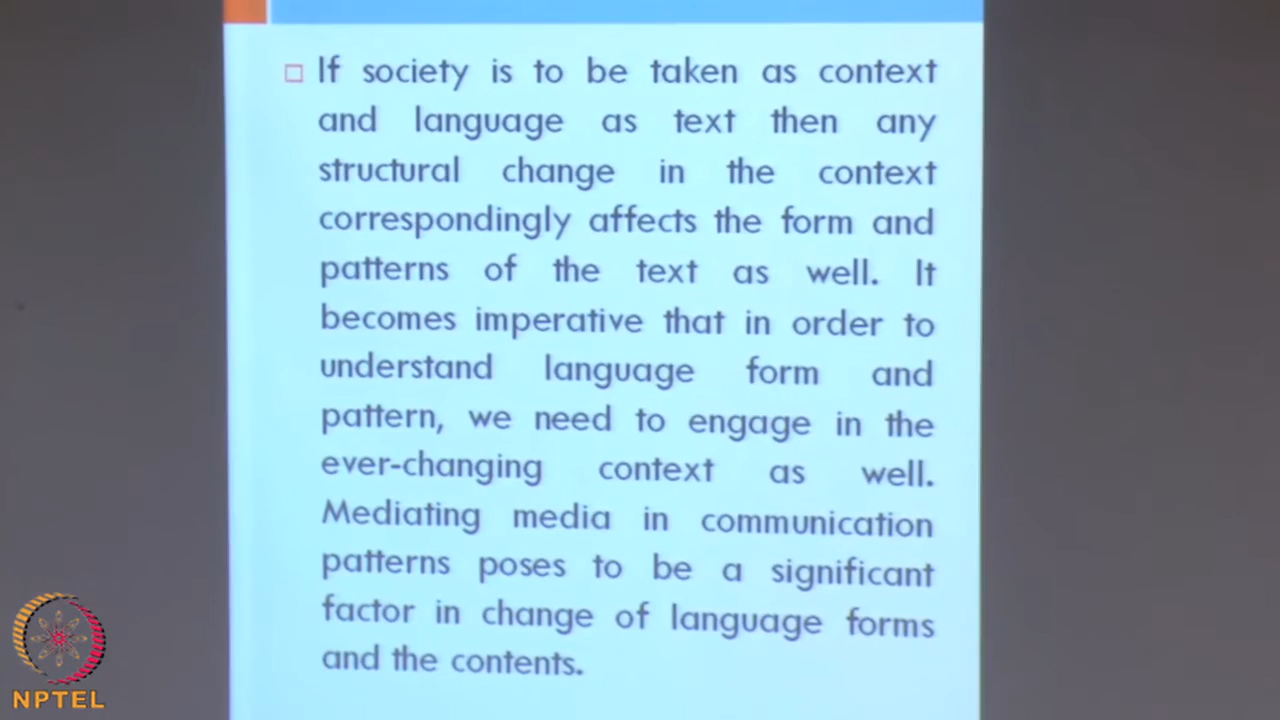 If society is to be taken as context
and language as text then any
structural change in the context
correspondingly affects the form and
patterns of the text as well. It
becomes imperative that in order to
understand language form and
pattern, we need to engage in the
ever-changing context as well.
Mediating media in communication
patterns poses to be a significant
factor in change of language forms
and the contents.
NPTEL